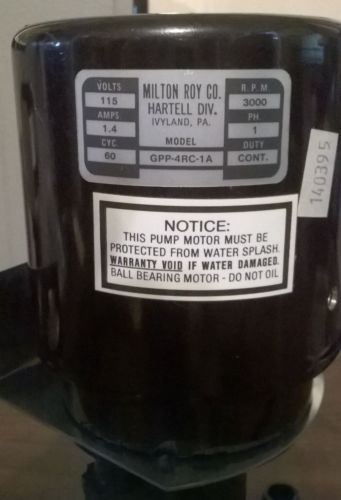 VOLTS
115
AMPS
1.4
CYC.
60
MILTON ROY CO.
HARTELL DIV.
IVYLAND, PA.
MODEL
GPP-4RC-1A
R.P.M.
3000
PH.
1
DUTY
CONT.
140395
NOTICE:
THIS PUMP MOTOR MUST BE
PROTECTED FROM WATER SPLASH.
WARRANTY VOID IF WATER DAMAGED.
BALL BEARING MOTOR - DO NOT OIL